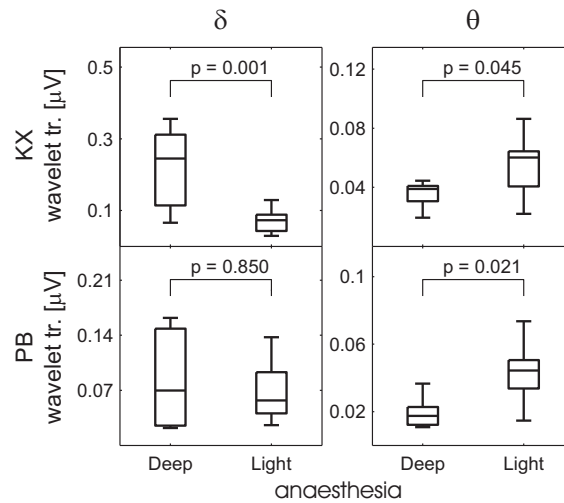 δ θ
KX
wavelet tr. [μV]
0.5
0.3
0.1
p = 0.001
0.12
0.08
0.04
p = 0.045
PB
wavelet tr. [μV]
0.21
0.14
0.07
p = 0.850
0.1
0.06
0.02
p = 0.021
Deep Light Deep Light
anaesthesia